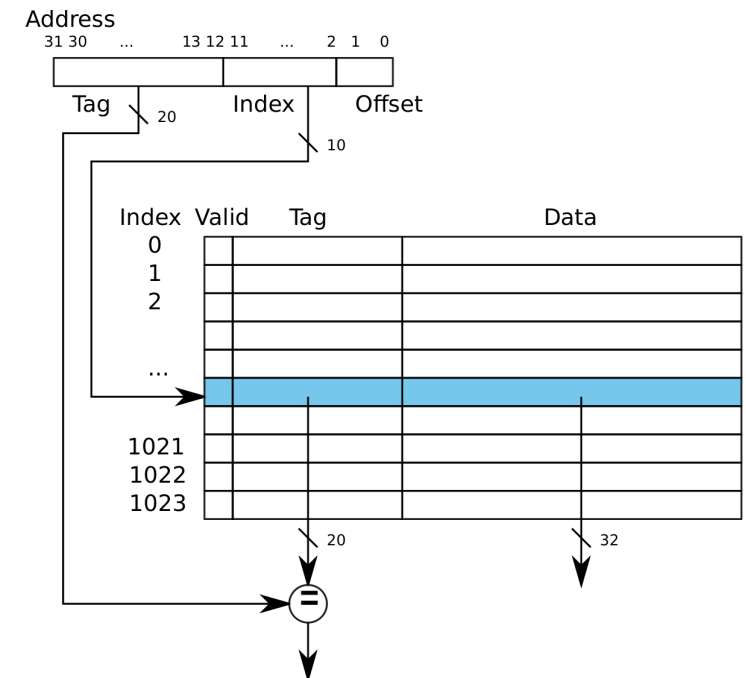 Address
31 30 ... 13 12 11 ... 2 1 0
Tag Index Offset
20
10
Index Valid Tag Data
0
1
2
...
1021
1022
1023
20 32
=